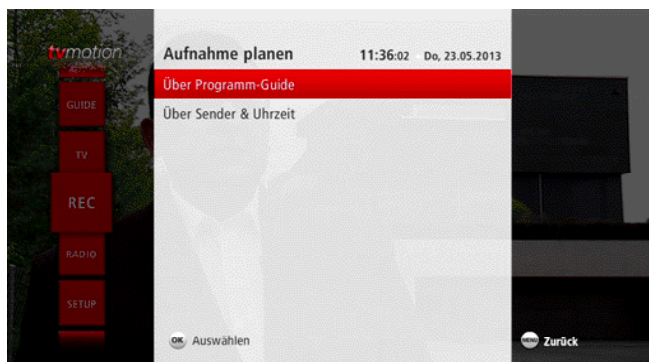 tvmotion
Aufnahme planen
11:36:02 Do, 23.05.2013
Über Programm-Guide
Über Sender & Uhrzeit
GUIDE
TV
REC
RADIO
SETUP
OK Auswählen
MENU Zurück